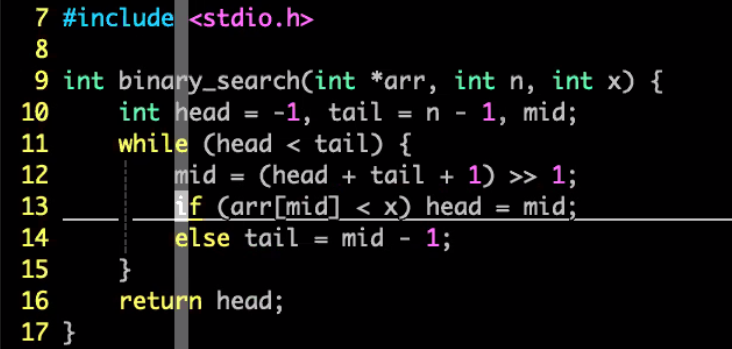 7 #include <stdio.h>
8
9 int binary_search(int *arr, int n, int x) {
10     int head = -1, tail = n - 1, mid;
11     while (head < tail) {
12         mid = (head + tail + 1) >> 1;
13         if (arr[mid] < x) head = mid;
14         else tail = mid - 1;
15     }
16     return head;
17 }